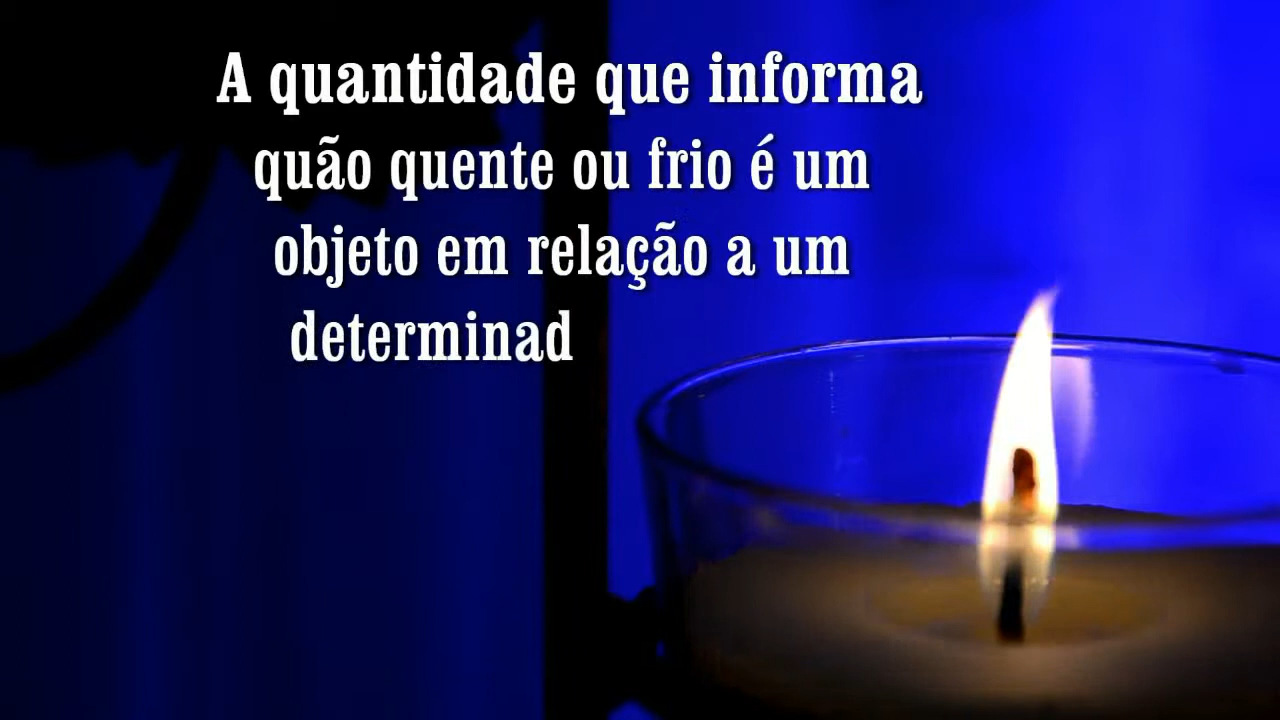 A quantidade que informa
quão quente ou frio é um
objeto em relação a um
determinad